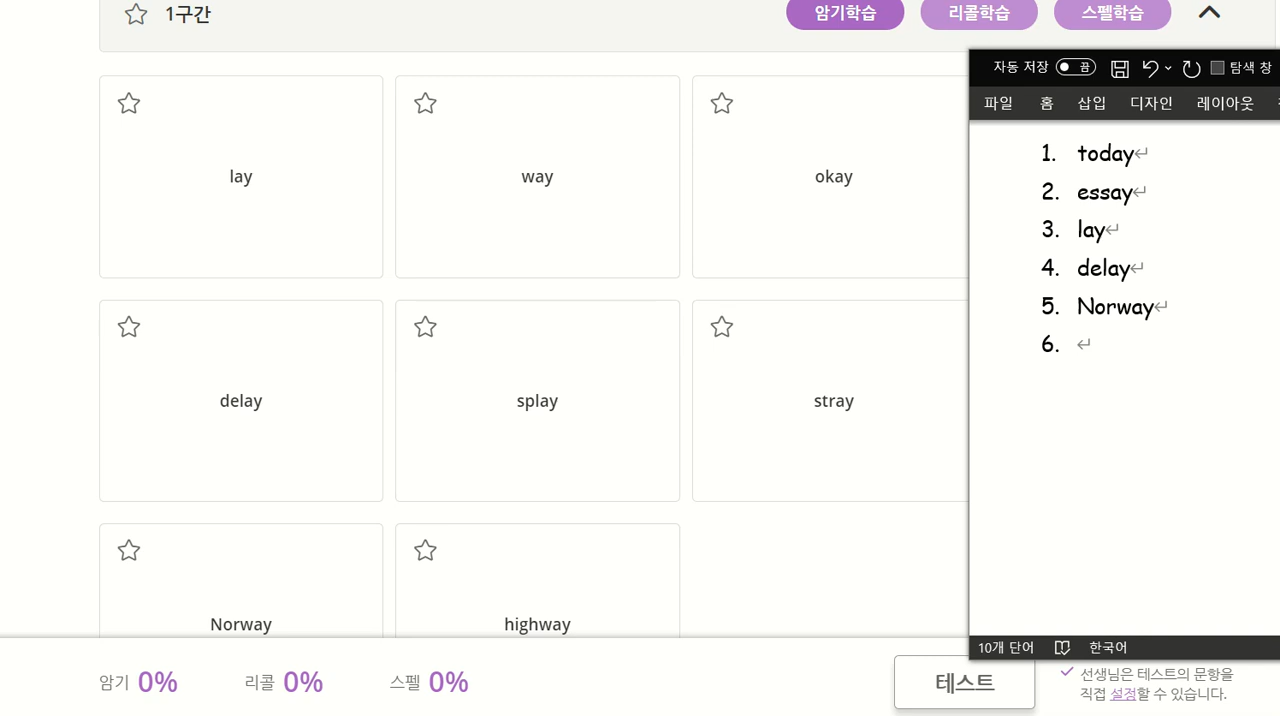 1구간
암기학습 리콜학습 스펠학습
lay way okay
delay splay stray
Norway highway
암기 0% 리콜 0% 스펠 0%
테스트
선생님은 테스트의 문항을
직접 설정할 수 있습니다.
자동 저장 끔 탐색 창
파일 홈 삽입 디자인 레이아웃
1. today
2. essay
3. lay
4. delay
5. Norway
6.
10개 단어 한국어